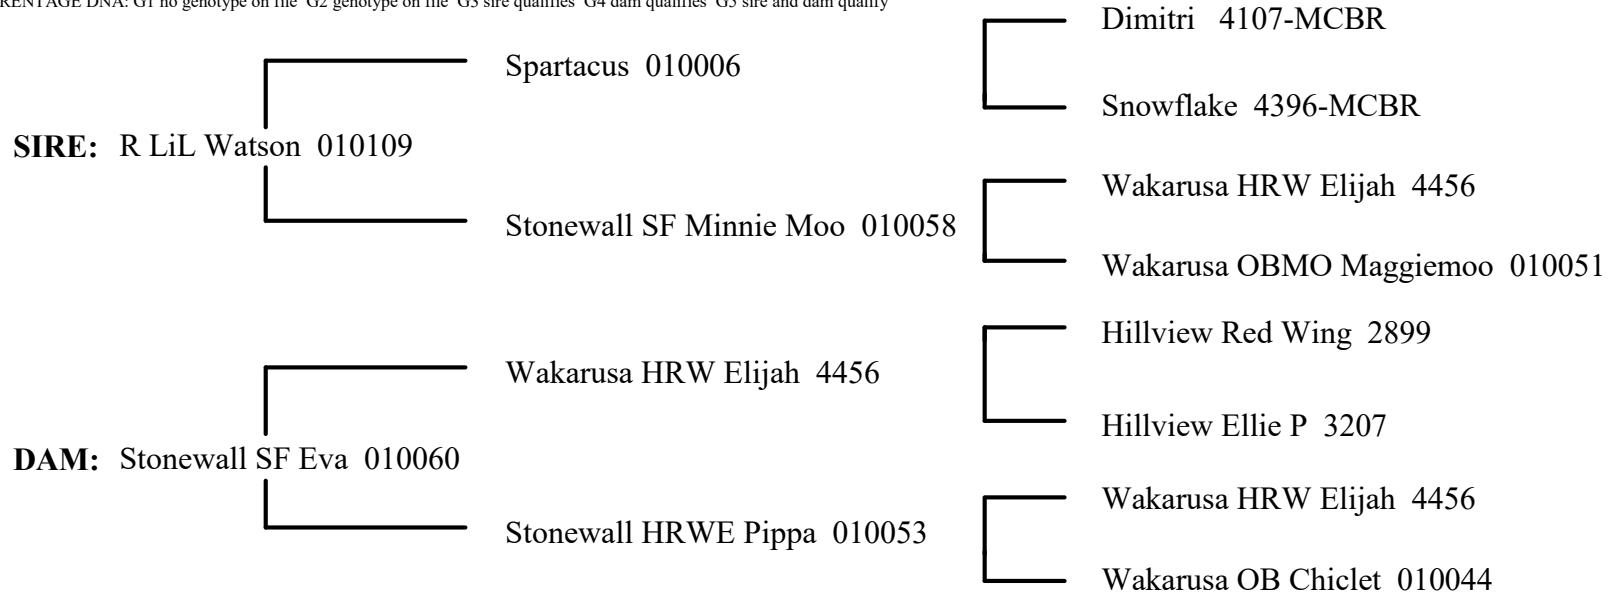 RENTAGE DNA: G1 no genotype on file G2 genotype on file G3 sire qualifies G4 dam qualifies G5 sire and dam qualify
Dimitri 4107-MCBR
Spartacus 010006
Snowflake 4396-MCBR
SIRE: R LiL Watson 010109
Wakarusa HRW Elijah 4456
Stonewall SF Minnie Moo 010058
Wakarusa OBMO Maggiemoo 010051
Hillview Red Wing 2899
Wakarusa HRW Elijah 4456
Hillview Ellie P 3207
DAM: Stonewall SF Eva 010060
Wakarusa HRW Elijah 4456
Stonewall HRWE Pippa 010053
Wakarusa OB Chiclet 010044